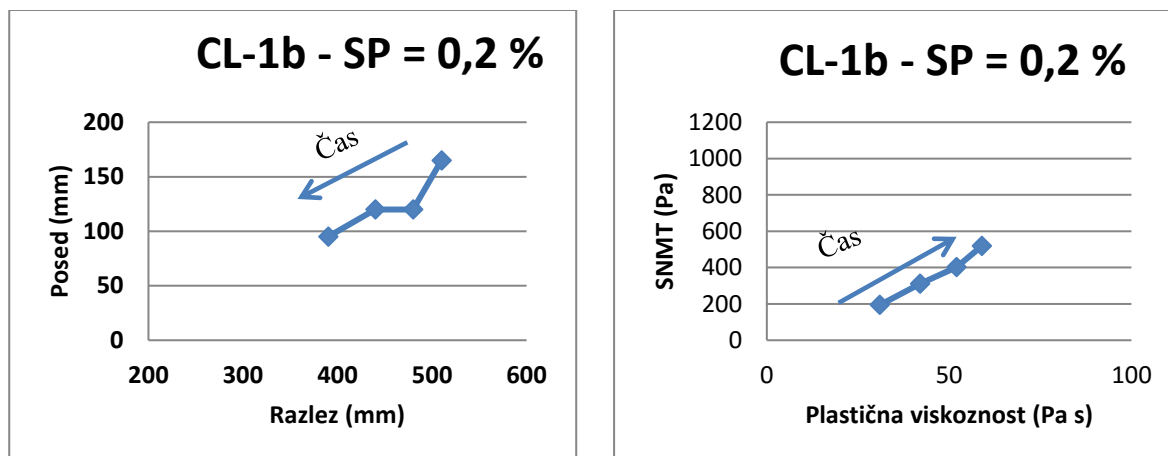 CL-1b - SP = 0,2 %
200
150
100
50
0
Posed (mm)
Čas
200 300 400 500 600
Razlez (mm)
CL-1b - SP = 0,2 %
1200
1000
800
600
400
200
0
SNMT (Pa)
Čas
0 50 100
Plastična viskoznost (Pa s)